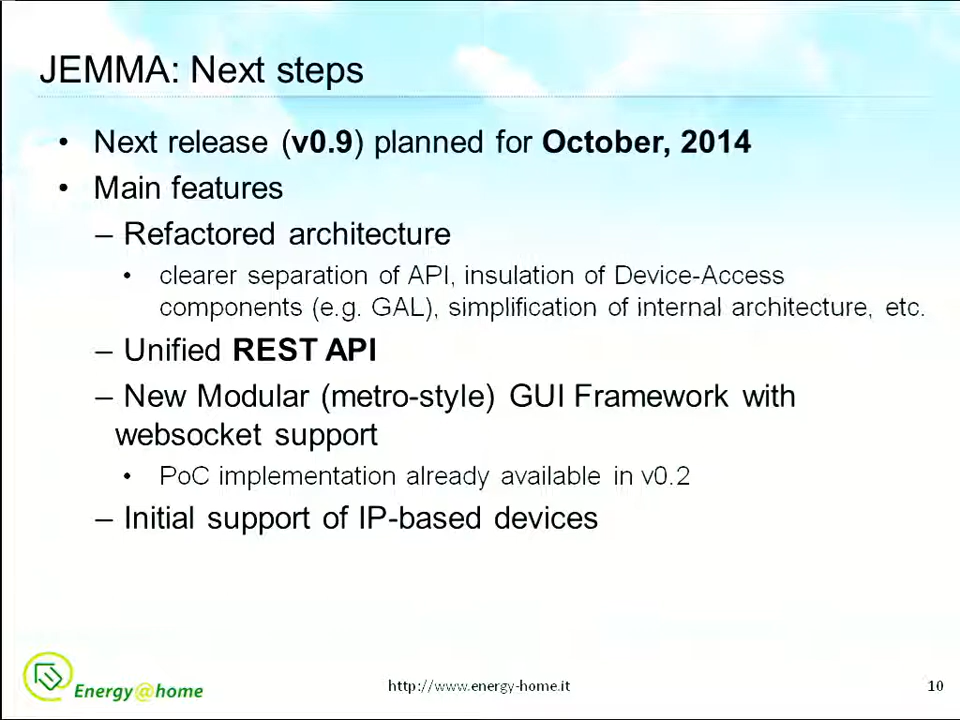 JEMMA: Next steps
• Next release (v0.9) planned for October, 2014
• Main features
– Refactored architecture
• clearer separation of API, insulation of Device-Access
components (e.g. GAL), simplification of internal architecture, etc.
– Unified REST API
– New Modular (metro-style) GUI Framework with
websocket support
• PoC implementation already available in v0.2
– Initial support of IP-based devices
Energy@home
http://www.energy-home.it
10